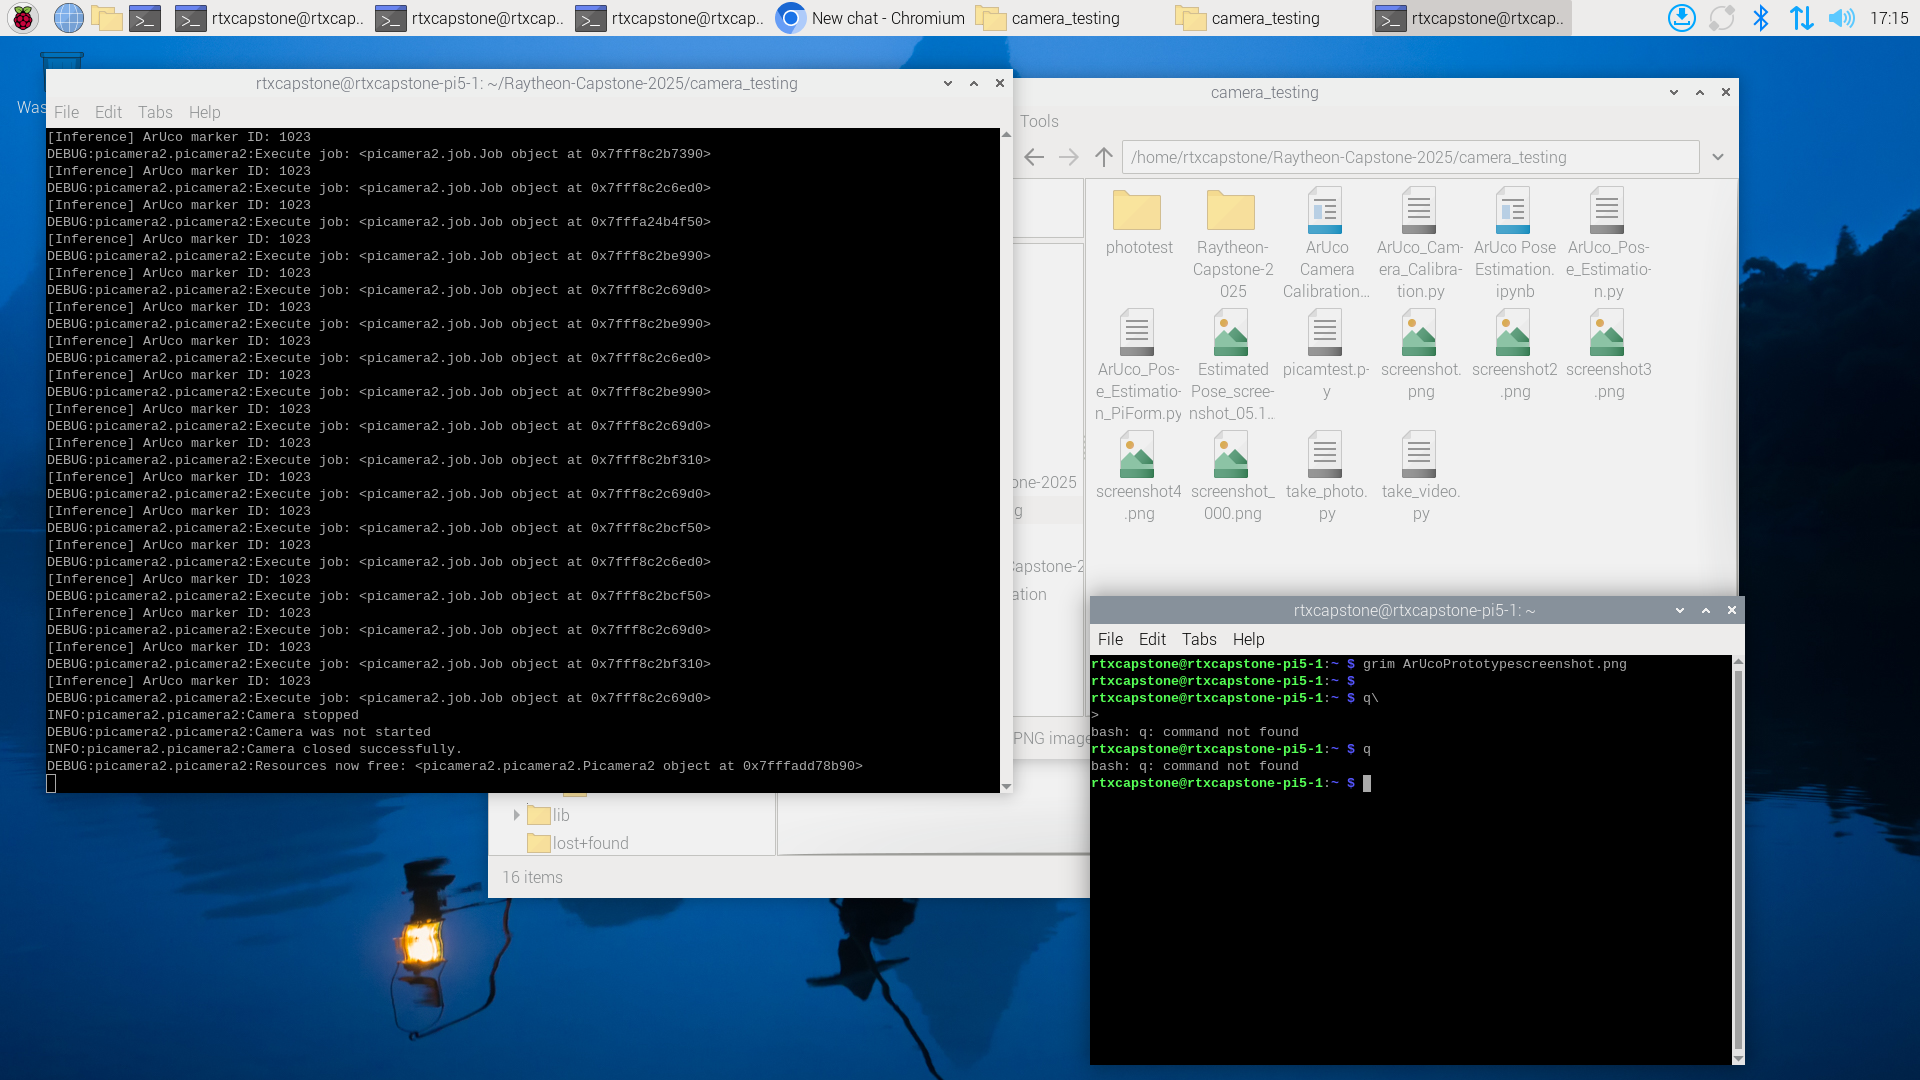 rtxcapstone@rtxcap..
rtxcapstone@rtxcap..
rtxcapstone@rtxcap..
New chat - Chromium
camera_testing
camera_testing
rtxcapstone@rtxcap..
17:15
Was
rtxcapstone@rtxcapstone-pi5-1: ~/Raytheon-Capstone-2025/camera_testing
File Edit Tabs Help
[Inference] ArUco marker ID: 1023
DEBUG:picamera2.picamera2:Execute job: <picamera2.job.Job object at 0x7fff8c2b7390>
[Inference] ArUco marker ID: 1023
DEBUG:picamera2.picamera2:Execute job: <picamera2.job.Job object at 0x7fff8c2c6ed0>
[Inference] ArUco marker ID: 1023
DEBUG:picamera2.picamera2:Execute job: <picamera2.job.Job object at 0x7fffa24b4f50>
[Inference] ArUco marker ID: 1023
DEBUG:picamera2.picamera2:Execute job: <picamera2.job.Job object at 0x7fff8c2be990>
[Inference] ArUco marker ID: 1023
DEBUG:picamera2.picamera2:Execute job: <picamera2.job.Job object at 0x7fff8c2c69d0>
[Inference] ArUco marker ID: 1023
DEBUG:picamera2.picamera2:Execute job: <picamera2.job.Job object at 0x7fff8c2be990>
[Inference] ArUco marker ID: 1023
DEBUG:picamera2.picamera2:Execute job: <picamera2.job.Job object at 0x7fff8c2c6ed0>
[Inference] ArUco marker ID: 1023
DEBUG:picamera2.picamera2:Execute job: <picamera2.job.Job object at 0x7fff8c2be990>
[Inference] ArUco marker ID: 1023
DEBUG:picamera2.picamera2:Execute job: <picamera2.job.Job object at 0x7fff8c2c69d0>
[Inference] ArUco marker ID: 1023
DEBUG:picamera2.picamera2:Execute job: <picamera2.job.Job object at 0x7fff8c2bf310>
[Inference] ArUco marker ID: 1023
DEBUG:picamera2.picamera2:Execute job: <picamera2.job.Job object at 0x7fff8c2c69d0>
[Inference] ArUco marker ID: 1023
DEBUG:picamera2.picamera2:Execute job: <picamera2.job.Job object at 0x7fff8c2bcf50>
[Inference] ArUco marker ID: 1023
DEBUG:picamera2.picamera2:Execute job: <picamera2.job.Job object at 0x7fff8c2c6ed0>
[Inference] ArUco marker ID: 1023
DEBUG:picamera2.picamera2:Execute job: <picamera2.job.Job object at 0x7fff8c2bcf50>
[Inference] ArUco marker ID: 1023
DEBUG:picamera2.picamera2:Execute job: <picamera2.job.Job object at 0x7fff8c2c69d0>
[Inference] ArUco marker ID: 1023
DEBUG:picamera2.picamera2:Execute job: <picamera2.job.Job object at 0x7fff8c2bf310>
[Inference] ArUco marker ID: 1023
DEBUG:picamera2.picamera2:Execute job: <picamera2.job.Job object at 0x7fff8c2c69d0>
INFO:picamera2.picamera2:Camera stopped
DEBUG:picamera2.picamera2:Camera was not started
INFO:picamera2.picamera2:Camera closed successfully.
DEBUG:picamera2.picamera2:Resources now free: <picamera2.picamera2.Picamera2 object at 0x7fffadd78b90>
camera_testing
Tools
/home/rtxcapstone/Raytheon-Capstone-2025/camera_testing
phototest
Raytheon-
Capstone-2
025
ArUco
Camera
Calibration...
ArUco_Cam-
era_Calibra-
tion.py
ArUco Pose
Estimation.
ipynb
ArUco_Pos-
e_Estimatio-
n.py
ArUco_Pos-
e_Estimatio-
n_PiForm.py
Estimated
Pose_scree-
nshot_05.1..
picamtest.p-
y
screenshot.
png
screenshot2
.png
screenshot3
.png
screenshot4
.png
screenshot_
000.png
take_photo.
py
take_video.
py
one-2025
g
Capstone-2
ation
PNG image
lib
lost+found
16 items
rtxcapstone@rtxcapstone-pi5-1: ~
File Edit Tabs Help
rtxcapstone@rtxcapstone-pi5-1:~ $ grim ArUcoPrototypescreenshot.png
rtxcapstone@rtxcapstone-pi5-1:~ $
rtxcapstone@rtxcapstone-pi5-1:~ $ q\
>
bash: q: command not found
rtxcapstone@rtxcapstone-pi5-1:~ $ q
bash: q: command not found
rtxcapstone@rtxcapstone-pi5-1:~ $